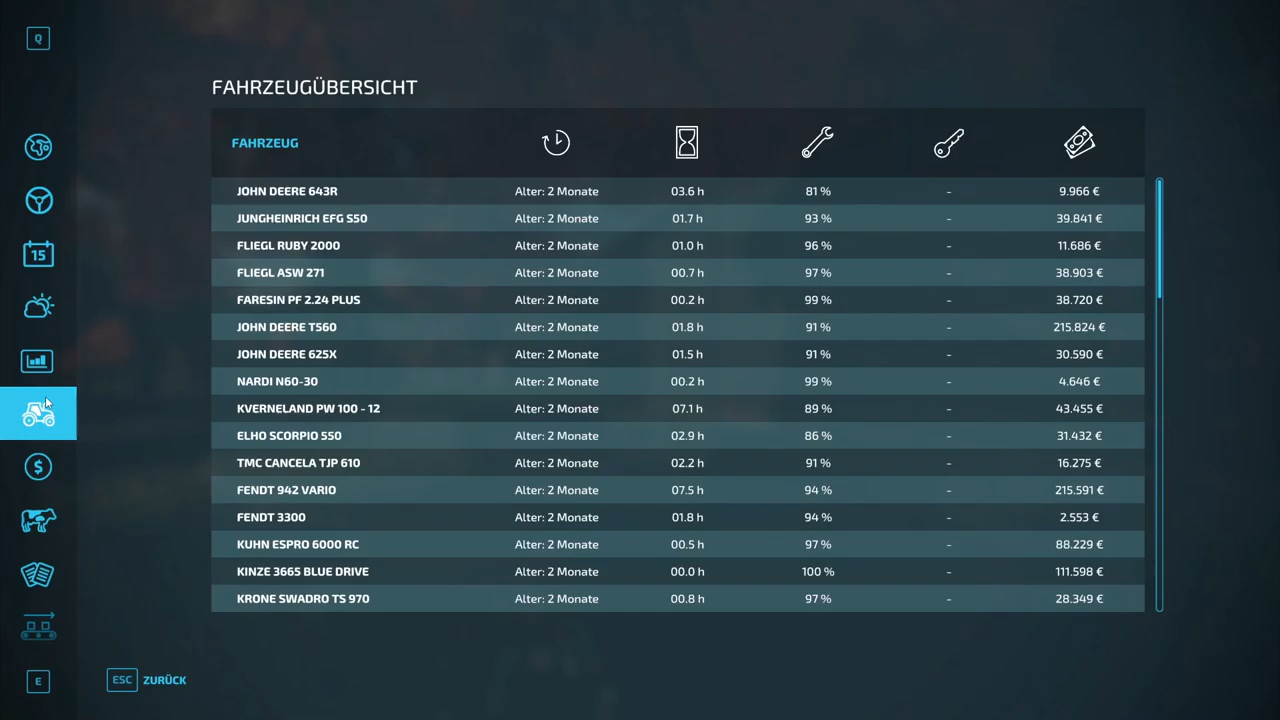 Q
FAHRZEUGÜBERSICHT
FAHRZEUG
JOHN DEERE 643R Alter: 2 Monate 03.6 h 81 % - 9.966 €
JUNGHEINRICH EFG S50 Alter: 2 Monate 01.7 h 93 % - 39.841 €
FLIEGL RUBY 2000 Alter: 2 Monate 01.0 h 96 % - 11.686 €
FLIEGL ASW 271 Alter: 2 Monate 00.7 h 97 % - 38.903 €
FARESIN PF 2.24 PLUS Alter: 2 Monate 00.2 h 99 % - 38.720 €
JOHN DEERE T560 Alter: 2 Monate 01.8 h 91 % - 215.824 €
JOHN DEERE 625X Alter: 2 Monate 01.5 h 91 % - 30.590 €
NARDI N60-30 Alter: 2 Monate 00.2 h 99 % - 4.646 €
KVERNELAND PW 100 - 12 Alter: 2 Monate 07.1 h 89 % - 43.455 €
ELHO SCORPIO 550 Alter: 2 Monate 02.9 h 86 % - 31.432 €
TMC CANCELA TJP 610 Alter: 2 Monate 02.2 h 91 % - 16.275 €
FENDT 942 VARIO Alter: 2 Monate 07.5 h 94 % - 215.591 €
FENDT 3300 Alter: 2 Monate 01.8 h 94 % - 2.553 €
KUHN ESPRO 6000 RC Alter: 2 Monate 00.5 h 97 % - 88.229 €
KINZE 3665 BLUE DRIVE Alter: 2 Monate 00.0 h 100 % - 111.598 €
KRONE SWADRO TS 970 Alter: 2 Monate 00.8 h 97 % - 28.349 €
15
$
E
ESC ZURÜCK